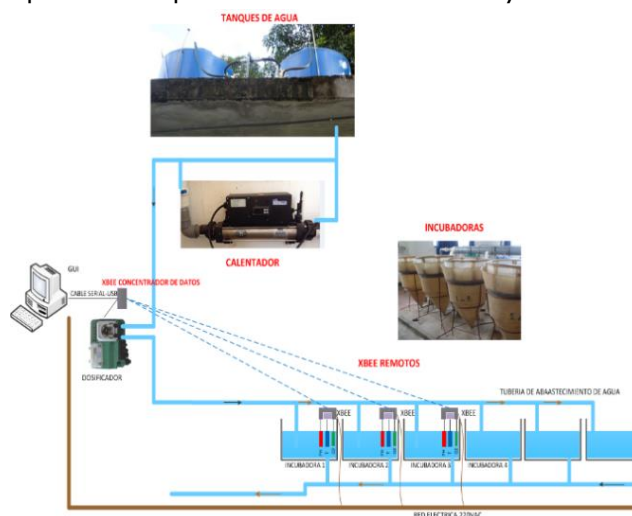 TANQUES DE AGUA
CALENTADOR
INCUBADORAS
GUI
XBEE CONCENTRADOR DE DATOS
CABLE SERIAL-USB
DOSIFICADOR
XBEE REMOTOS
TUBERIA DE ABAASTECIMIENTO DE AGUA
XBEE
XBEE
XBEE
INCUBADORA 1
INCUBADORA 2
INCUBADORA 3
INCUBADORA 4
RED ELECTRICA 220VAC